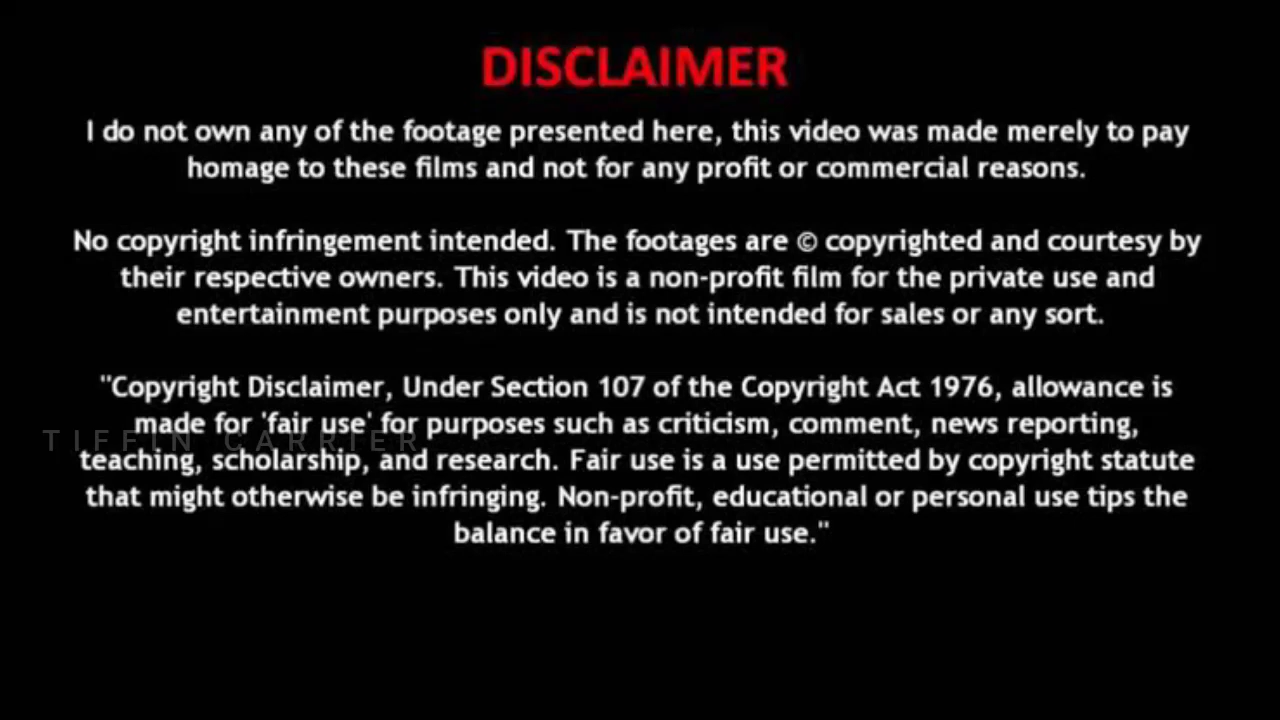 DISCLAIMER
I do not own any of the footage presented here, this video was made merely to pay
homage to these films and not for any profit or commercial reasons.
No copyright infringement intended. The footages are © copyrighted and courtesy by
their respective owners. This video is a non-profit film for the private use and
entertainment purposes only and is not intended for sales or any sort.
"Copyright Disclaimer, Under Section 107 of the Copyright Act 1976, allowance is
made for 'fair use' for purposes such as criticism, comment, news reporting,
TIFFIN CARRIER
teaching, scholarship, and research. Fair use is a use permitted by copyright statute
that might otherwise be infringing. Non-profit, educational or personal use tips the
balance in favor of fair use."